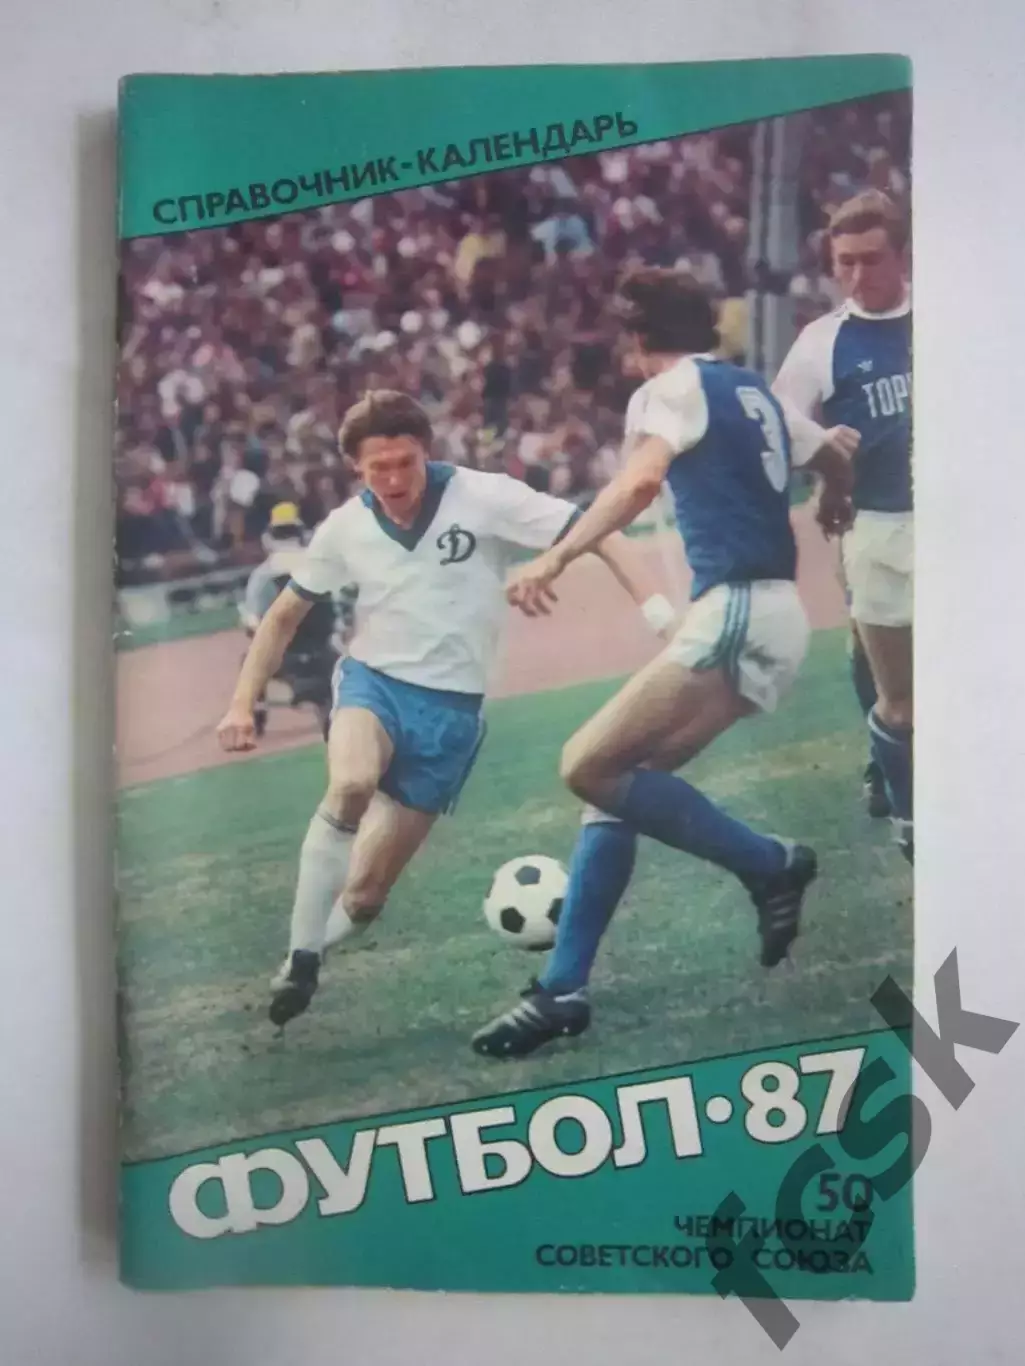 СПРАВОЧНИК-КАЛЕНДАРЬ
3
ТОР
Д
ФУТБОЛ·87
50
ЧЕМПИОНАТ
СОВЕТСКОГО СОЮЗА
fcsk